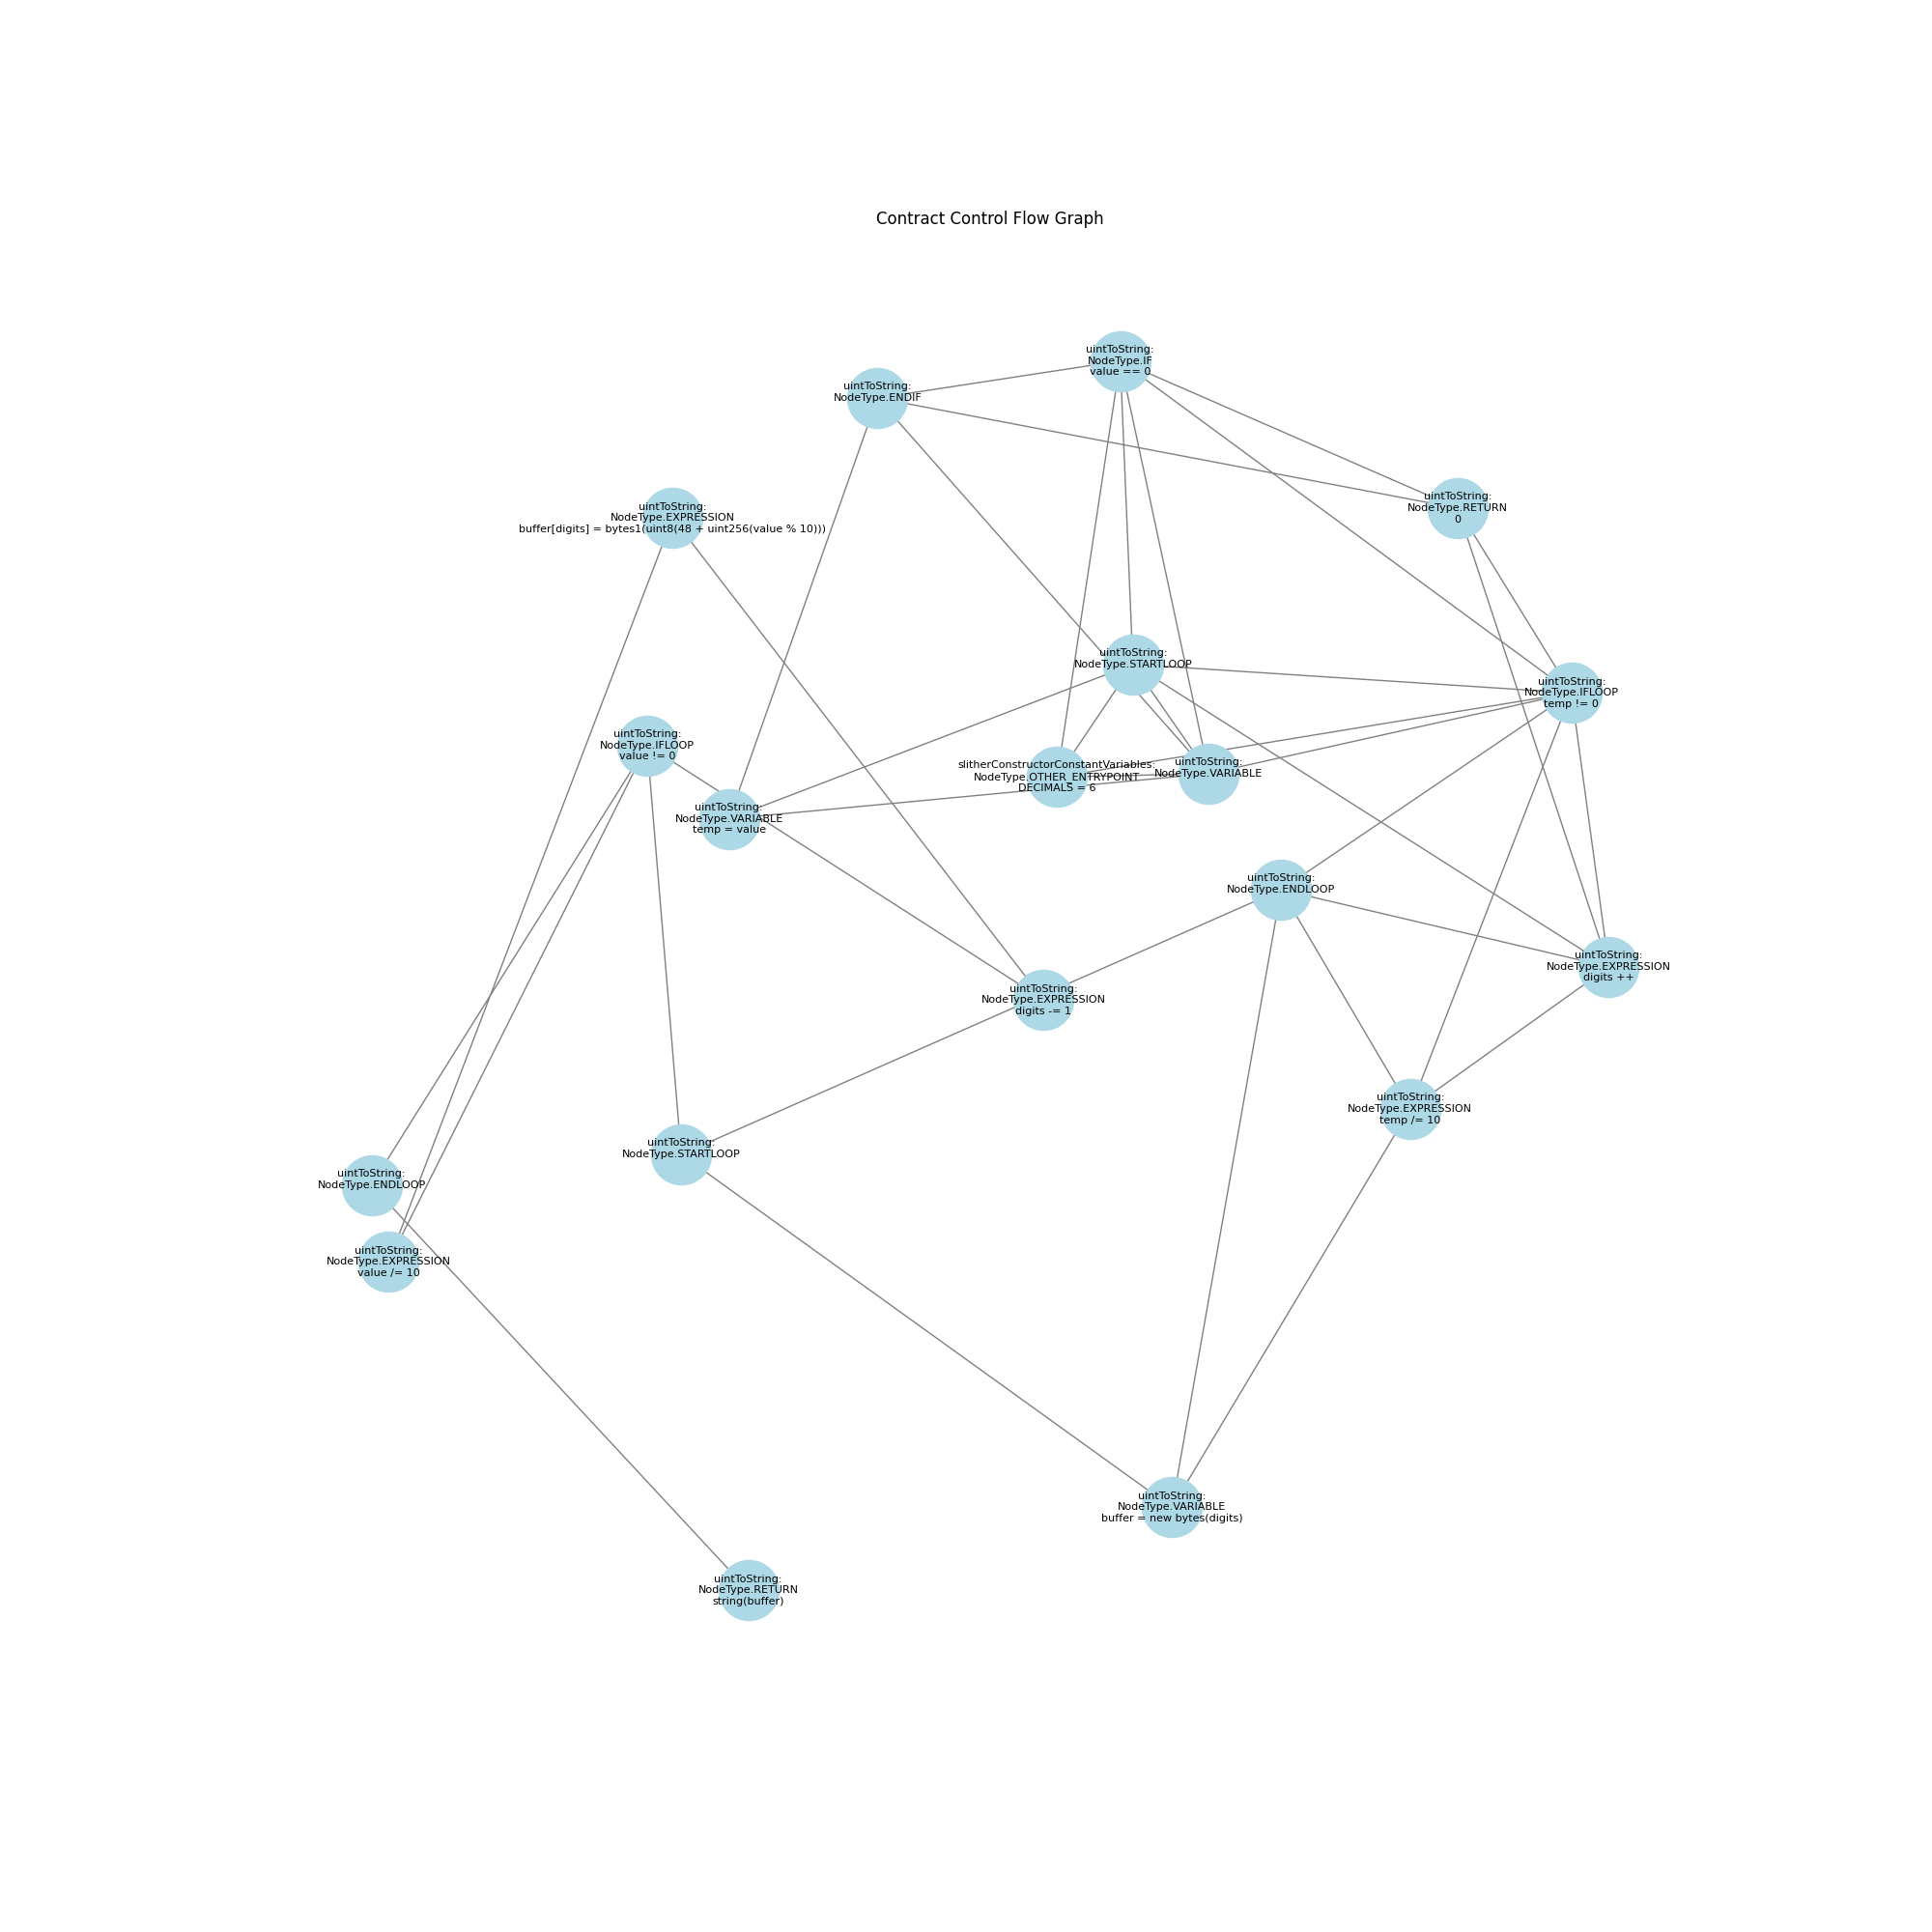 Contract Control Flow Graph
uintToString:
NodeType.IF
value == 0
uintToString:
NodeType.ENDIF
uintToString:
NodeType.RETURN
0
uintToString:
NodeType.EXPRESSION
buffer[digits] = bytes1(uint8(48 + uint256(value % 10)))
uintToString:
NodeType.STARTLOOP
uintToString:
NodeType.IFLOOP
temp != 0
uintToString:
NodeType.IFLOOP
value != 0
slitherConstructorConstantVariables:
NodeType.OTHER_ENTRYPOINT
DECIMALS = 6
uintToString:
NodeType.VARIABLE
uintToString:
NodeType.VARIABLE
temp = value
uintToString:
NodeType.ENDLOOP
uintToString:
NodeType.EXPRESSION
digits ++
uintToString:
NodeType.EXPRESSION
digits -= 1
uintToString:
NodeType.EXPRESSION
temp /= 10
uintToString:
NodeType.STARTLOOP
uintToString:
NodeType.ENDLOOP
uintToString:
NodeType.EXPRESSION
value /= 10
uintToString:
NodeType.VARIABLE
buffer = new bytes(digits)
uintToString:
NodeType.RETURN
string(buffer)